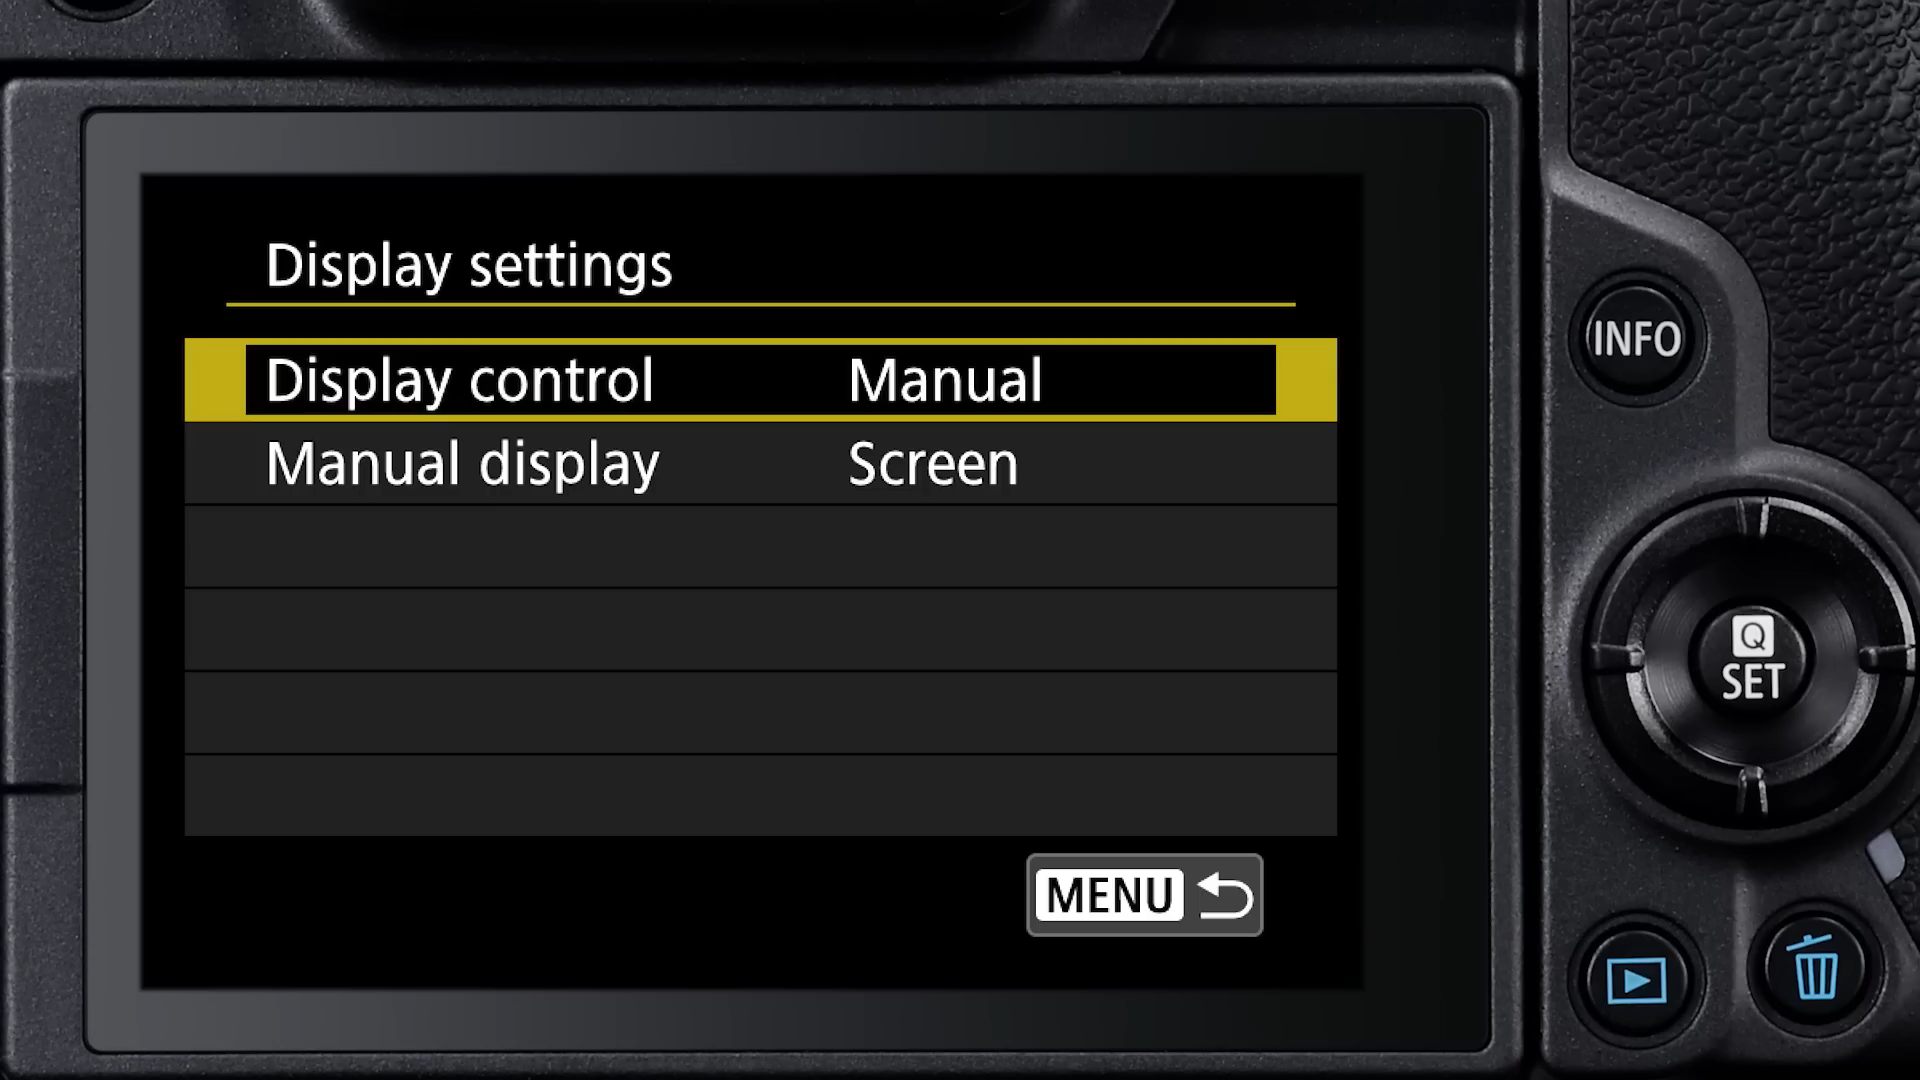 Display settings
Display control Manual
Manual display Screen
MENU
INFO
Q
SET